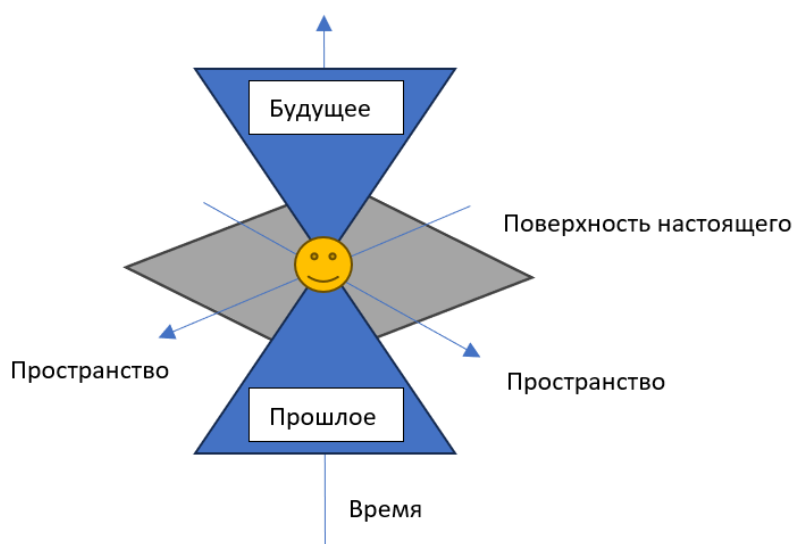 Будущее
Поверхность настоящего
Пространство
Пространство
Прошлое
Время